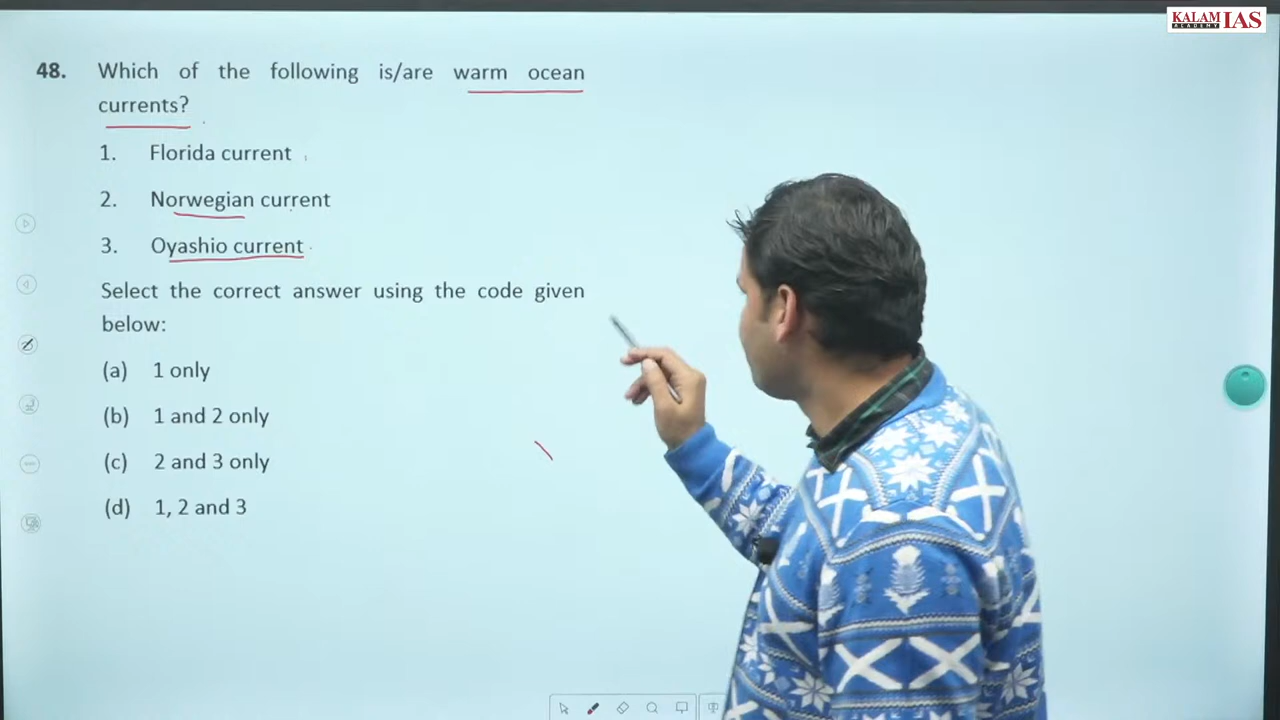 KALAM IAS
ACADEMY
48. Which of the following is/are warm ocean
currents?
1. Florida current
2. Norwegian current
3. Oyashio current
Select the correct answer using the code given
below:
(a) 1 only
(b) 1 and 2 only
(c) 2 and 3 only
(d) 1, 2 and 3